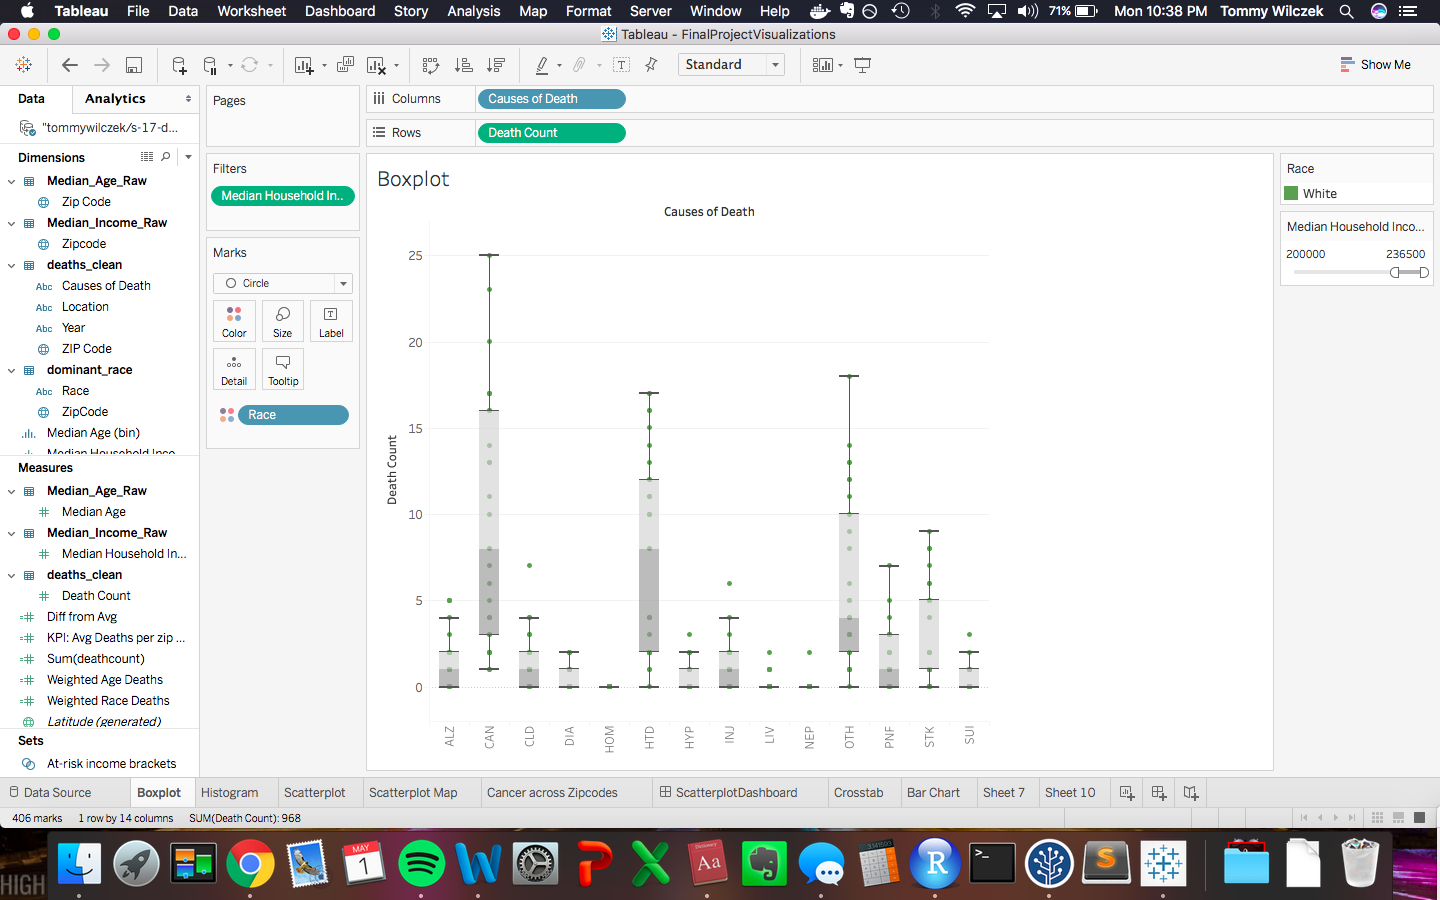 Tableau File Data Worksheet Dashboard Story Analysis Map Format Server Window Help 71% Mon 10:38 PM Tommy Wilczek
Tableau - FinalProjectVisualizations
Standard
Show Me
Data Analytics
"tommywilczek/s-17-d...
Dimensions
Median_Age_Raw
Zip Code
Median_Income_Raw
Zipcode
deaths_clean
Abc Causes of Death
Abc Location
Abc Year
ZIP Code
dominant_race
Abc Race
ZipCode
Median Age (bin)
Median Household Inco
Measures
Median_Age_Raw
Median Age
Median_Income_Raw
Median Household In...
deaths_clean
Death Count
Diff from Avg
KPI: Avg Deaths per zip ...
Sum(deathcount)
Weighted Age Deaths
Weighted Race Deaths
Latitude (generated)
Sets
At-risk income brackets
Pages
Filters
Median Household In..
Marks
Circle
Color Size Label
Detail Tooltip
Race
Columns Causes of Death
Rows Death Count
Boxplot
Causes of Death
Death Count
25
20
15
10
5
0
ALZ CAN CLD DIA HOM HTD HYP INJ LIV NEP OTH PNF STK SUI
Race
White
Median Household Inco...
200000 236500
Data Source Boxplot Histogram Scatterplot Scatterplot Map Cancer across Zipcodes ScatterplotDashboard Crosstab Bar Chart Sheet 7 Sheet 10
406 marks 1 row by 14 columns SUM(Death Count): 968
HIGH
MAY
1
Dictionary
Aa
R
S